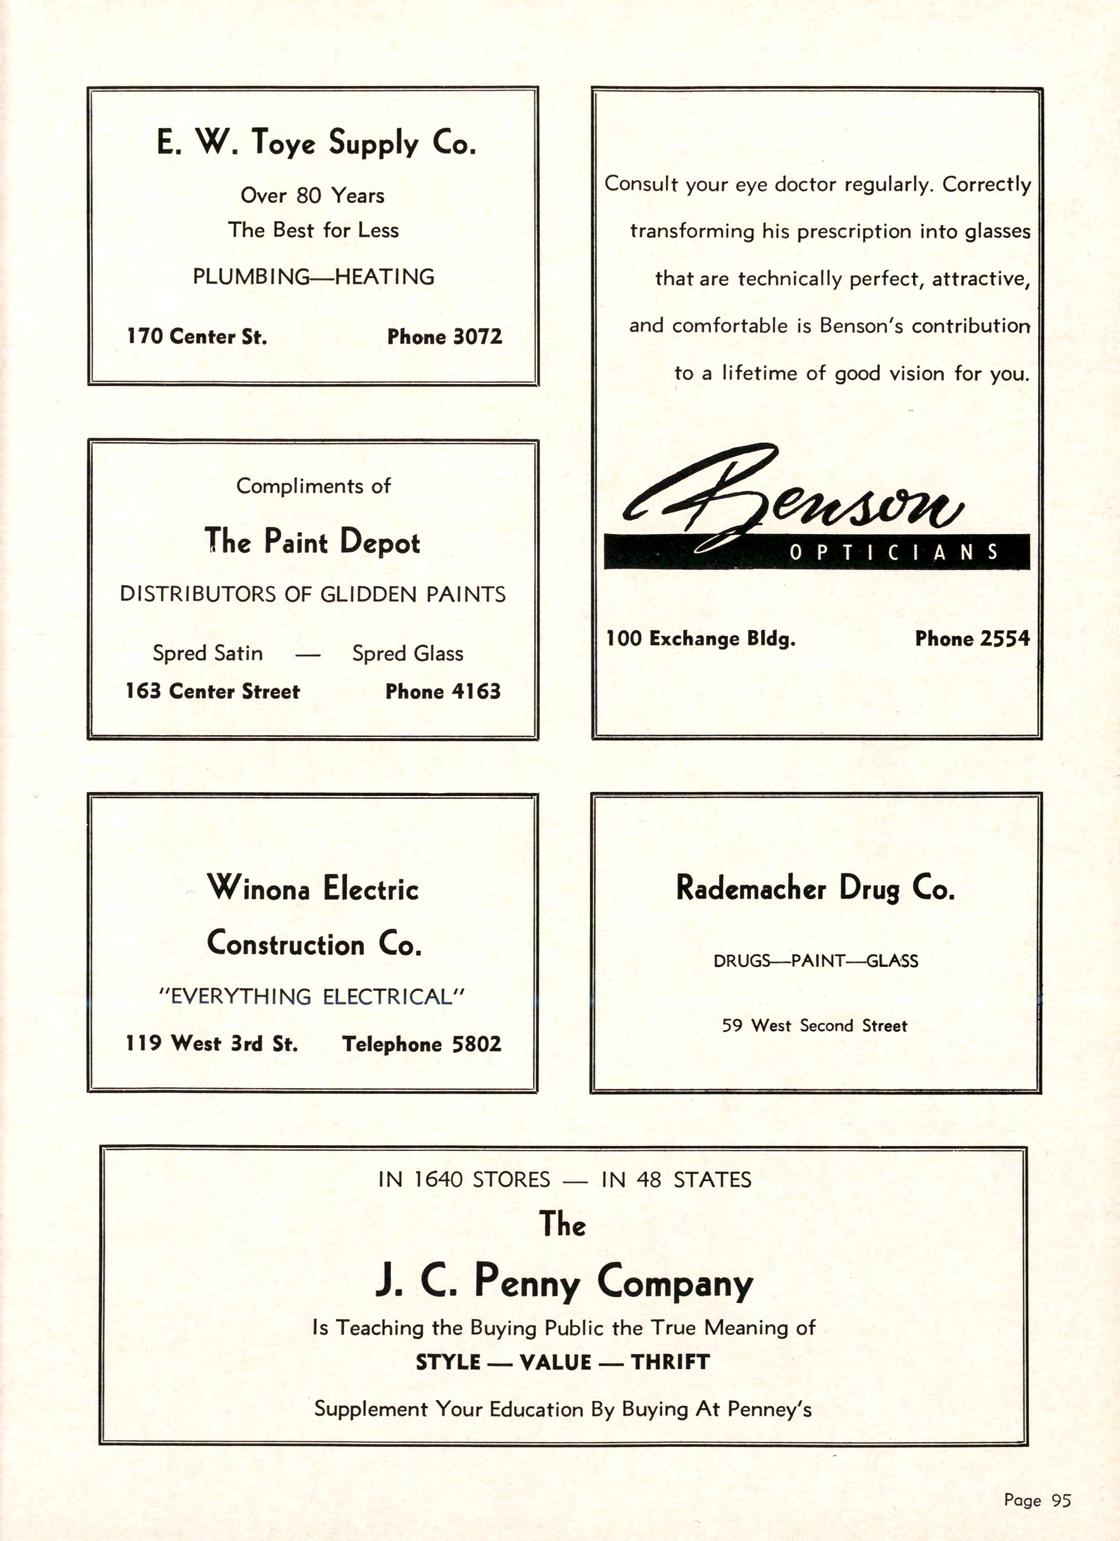 E. W. Toye Supply Co.
Over 80 Years
The Best for Less
PLUMBING—HEATING
170 Center St. Phone 3072
Consult your eye doctor regularly. Correctly
transforming his prescription into glasses
that are technically perfect, attractive,
and comfortable is Benson's contribution
to a lifetime of good vision for you.
Benson
OPTICIANS
100 Exchange Bldg. Phone 2554
Compliments of
The Paint Depot
DISTRIBUTORS OF GLIDDEN PAINTS
Spred Satin — Spred Glass
163 Center Street Phone 4163
Winona Electric
Construction Co.
"EVERYTHING ELECTRICAL"
119 West 3rd St. Telephone 5802
Rademacher Drug Co.
DRUGS—PAINT—GLASS
59 West Second Street
IN 1640 STORES — IN 48 STATES
The
J. C. Penny Company
Is Teaching the Buying Public the True Meaning of
STYLE — VALUE — THRIFT
Supplement Your Education By Buying At Penney's
Page 95